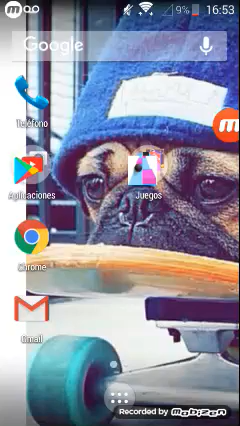 9% 16:53
Google
Teléfono
Aplicaciones
Juegos
Chrome
Gmail
Recorded by mobizen